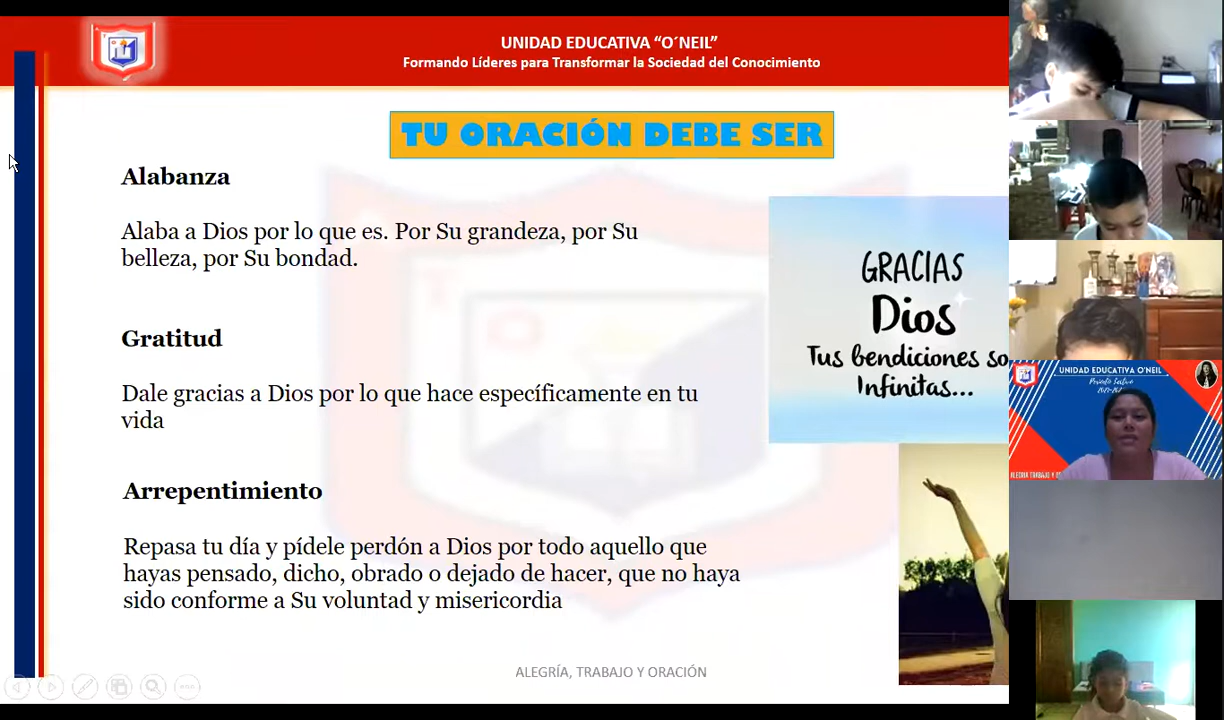 UNIDAD EDUCATIVA “O´NEIL”
Formando Líderes para Transformar la Sociedad del Conocimiento
TU ORACIÓN DEBE SER
Alabanza
Alaba a Dios por lo que es. Por Su grandeza, por Su
belleza, por Su bondad.
Gratitud
Dale gracias a Dios por lo que hace específicamente en tu
vida
Arrepentimiento
Repasa tu día y pídele perdón a Dios por todo aquello que
hayas pensado, dicho, obrado o dejado de hacer, que no haya
sido conforme a Su voluntad y misericordia
GRACIAS
Dios
Tus bendiciones so
Infinitas...
ALEGRÍA, TRABAJO Y ORACIÓN
UNIDAD EDUCATIVA O'NEIL
ALEGRIA TRABAJO Y